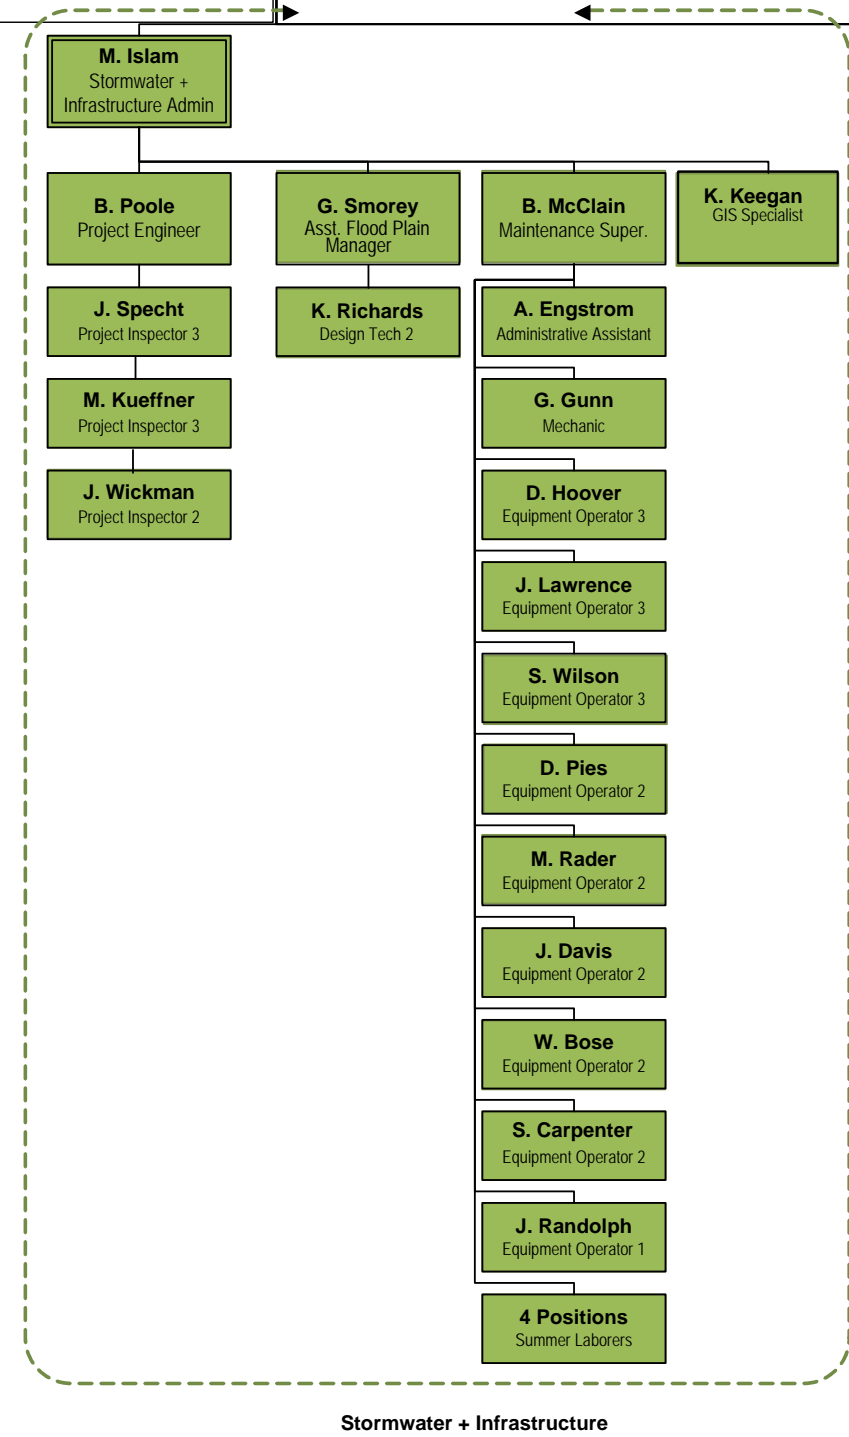 M. Islam
Stormwater +
Infrastructure Admin
B. Poole
Project Engineer
G. Smorey
Asst. Flood Plain
Manager
B. McClain
Maintenance Super.
K. Keegan
GIS Specialist
J. Specht
Project Inspector 3
K. Richards
Design Tech 2
A. Engstrom
Administrative Assistant
M. Kueffner
Project Inspector 3
G. Gunn
Mechanic
J. Wickman
Project Inspector 2
D. Hoover
Equipment Operator 3
J. Lawrence
Equipment Operator 3
S. Wilson
Equipment Operator 3
D. Pies
Equipment Operator 2
M. Rader
Equipment Operator 2
J. Davis
Equipment Operator 2
W. Bose
Equipment Operator 2
S. Carpenter
Equipment Operator 2
J. Randolph
Equipment Operator 1
4 Positions
Summer Laborers
Stormwater + Infrastructure